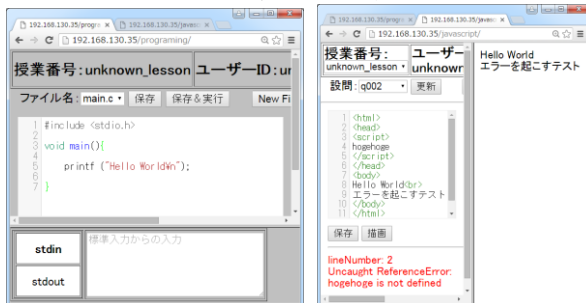 192.168.130.35/progra
192.168.130.35/javasc
192.168.130.35/programing/
授業番号:unknown_lesson
ユーザーID:un
ファイル名:
main.c
保存
保存&実行
New Fi
1 #include <stdio.h>
2
3 void main(){
4
5 printf ("Hello World¥n");
6
7 }
stdin
標準入力からの入力
stdout
192.168.130.35/progra
192.168.130.35/javasc
192.168.130.35/javascript/
授業番号:
unknown_lesson
ユーザー
unknown
設問:
q002
更新
1 <html>
2 <head>
3 <script>
4 hogehoge
5 </script>
6 </head>
7 <body>
8 Hello World<br>
9 エラーを起こすテスト
10 </body>
11 </html>
保存
描画
lineNumber: 2
Uncaught ReferenceError:
hogehoge is not defined
Hello World
エラーを起こすテスト